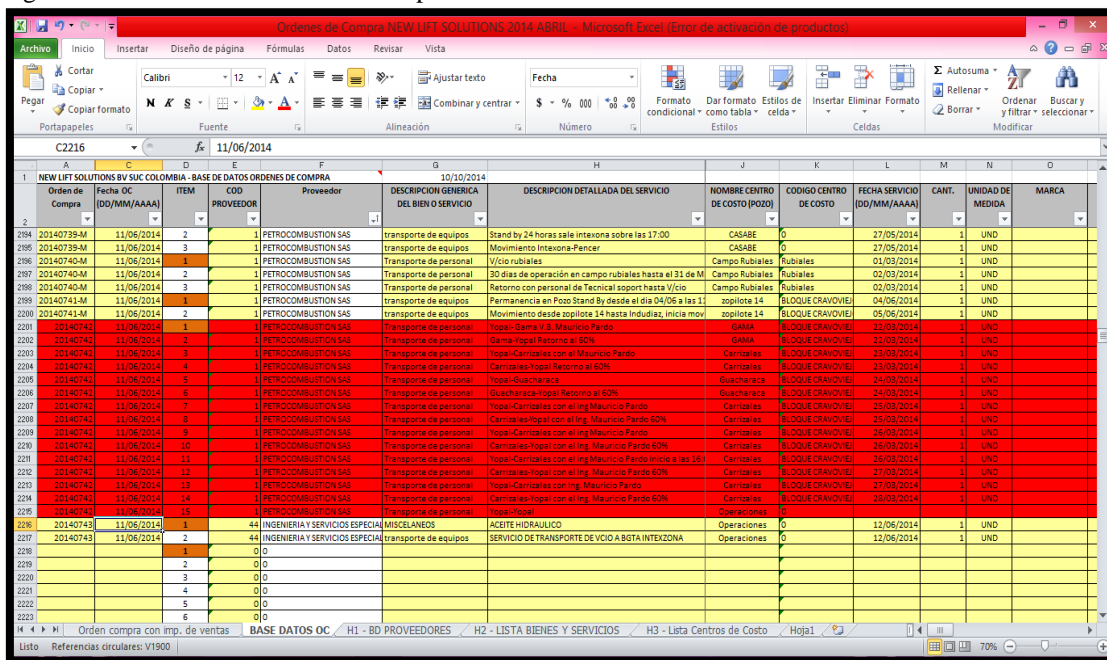 Ordenes de Compra NEW LIFT SOLUTIONS 2014 ABRIL - Microsoft Excel (Error de activación de productos)
Archivo Inicio Insertar Diseño de página Fórmulas Datos Revisar Vista
Cortar Calibri 12 Ajustar texto Fecha Autosuma
Copiar Rellenar
Pegar Copiar formato N K S Combinar y centrar $ % 000 Formato condicional Dar formato como tabla Estilos de celda Insertar Eliminar Formato Borrar Ordenar y filtrar Buscar y seleccionar
Portapapeles Fuente Alineación Número Estilos Celdas Modificar
C2216 fx 11/06/2014
A C D E F G H J K L M N O
1 NEW LIFT SOLUTIONS BV SUC COLOMBIA - BASE DE DATOS ORDENES DE COMPRA 10/10/2014
2 Orden de Compra Fecha OC (DD/MM/AAAA) ITEM COD PROVEEDOR Proveedor DESCRIPCION GENERICA DEL BIEN O SERVICIO DESCRIPCION DETALLADA DEL SERVICIO NOMBRE CENTRO DE COSTO (POZO) CODIGO CENTRO DE COSTO FECHA SERVICIO (DD/MM/AAAA) CANT. UNIDAD DE MEDIDA MARCA
2194 20140739-M 11/06/2014 2 1 PETROCOMBUSTION SAS transporte de equipos Stand by 24 horas sale intexona sobre las 17:00 CASABE 0 27/05/2014 1 UND
2195 20140739-M 11/06/2014 3 1 PETROCOMBUSTION SAS transporte de equipos Movimiento Intexona-Pencer CASABE 0 27/05/2014 1 UND
2196 20140740-M 11/06/2014 1 1 PETROCOMBUSTION SAS Transporte de personal V/cio rubiales Campo Rubiales Rubiales 01/03/2014 1 UND
2197 20140740-M 11/06/2014 2 1 PETROCOMBUSTION SAS Transporte de personal 30 dias de operación en campo rubiales hasta el 31 de M Campo Rubiales Rubiales 02/03/2014 1 UND
2198 20140740-M 11/06/2014 3 1 PETROCOMBUSTION SAS Transporte de personal Retorno con personal de Tecnical soport hasta V/cio Campo Rubiales Rubiales 02/03/2014 1 UND
2199 20140741-M 11/06/2014 1 1 PETROCOMBUSTION SAS transporte de equipos Permanencia en Pozo Stand By desde el dia 04/06 a las 11 zopilote 14 BLOQUE CRAVOVIEJ 04/06/2014 1 UND
2200 20140741-M 11/06/2014 2 1 PETROCOMBUSTION SAS transporte de equipos Movimiento desde zopilote 14 hasta Indudiaz, inicia mov zopilote 14 BLOQUE CRAVOVIEJ 05/06/2014 1 UND
2201 20140742 11/06/2014 1 1 PETROCOMBUSTION SAS Transporte de personal Yopal- Gama V.B. Mauricio Pardo GAMA BLOQUE CRAVOVIEJ 22/03/2014 1 UND
2202 20140742 11/06/2014 2 1 PETROCOMBUSTION SAS Transporte de personal Gama-Yopal Retorno al 60% GAMA BLOQUE CRAVOVIEJ 22/03/2014 1 UND
2203 20140742 11/06/2014 3 1 PETROCOMBUSTION SAS Transporte de personal Yopal-Carrizales con el Mauricio Pardo Carrizales BLOQUE CRAVOVIEJ 23/03/2014 1 UND
2204 20140742 11/06/2014 4 1 PETROCOMBUSTION SAS Transporte de personal Carrizales-Yopal Retorno al 60% Carrizales BLOQUE CRAVOVIEJ 23/03/2014 1 UND
2205 20140742 11/06/2014 5 1 PETROCOMBUSTION SAS Transporte de personal Yopal-Guacharaca Guacharaca BLOQUE CRAVOVIEJ 24/03/2014 1 UND
2206 20140742 11/06/2014 6 1 PETROCOMBUSTION SAS Transporte de personal Guacharaca-Yopal Retorno al 60% Guacharaca BLOQUE CRAVOVIEJ 24/03/2014 1 UND
2207 20140742 11/06/2014 7 1 PETROCOMBUSTION SAS Transporte de personal Yopal-Carrizales con el ing Mauricio Pardo Carrizales BLOQUE CRAVOVIEJ 25/03/2014 1 UND
2208 20140742 11/06/2014 8 1 PETROCOMBUSTION SAS Transporte de personal Carrizales-Yopal con el Ing. Mauricio Pardo 60% Carrizales BLOQUE CRAVOVIEJ 25/03/2014 1 UND
2209 20140742 11/06/2014 9 1 PETROCOMBUSTION SAS Transporte de personal Yopal-Carrizales con el ing Mauricio Pardo Carrizales BLOQUE CRAVOVIEJ 26/03/2014 1 UND
2210 20140742 11/06/2014 10 1 PETROCOMBUSTION SAS Transporte de personal Carrizales-Yopal con el Ing. Mauricio Pardo 60% Carrizales BLOQUE CRAVOVIEJ 26/03/2014 1 UND
2211 20140742 11/06/2014 11 1 PETROCOMBUSTION SAS Transporte de personal Yopal-Carrizales con el ing Mauricio Pardo inicio a las 16: Carrizales BLOQUE CRAVOVIEJ 26/03/2014 1 UND
2212 20140742 11/06/2014 12 1 PETROCOMBUSTION SAS Transporte de personal Carrizales-Yopal con el Ing. Mauricio Pardo 60% Carrizales BLOQUE CRAVOVIEJ 27/03/2014 1 UND
2213 20140742 11/06/2014 13 1 PETROCOMBUSTION SAS Transporte de personal Yopal-Carrizales con Ing. Mauricio Pardo Carrizales BLOQUE CRAVOVIEJ 27/03/2014 1 UND
2214 20140742 11/06/2014 14 1 PETROCOMBUSTION SAS Transporte de personal Carrizales-Yopal con el Ing. Mauricio Pardo 60% Carrizales BLOQUE CRAVOVIEJ 28/03/2014 1 UND
2215 20140742 11/06/2014 15 1 PETROCOMBUSTION SAS Transporte de personal Yopal-Yopal Operaciones 0
2216 20140743 11/06/2014 1 44 INGENIERIA Y SERVICIOS ESPECIAL MISCELANEOS ACEITE HIDRAULICO Operaciones 0 12/06/2014 1 UND
2217 20140743 11/06/2014 2 44 INGENIERIA Y SERVICIOS ESPECIAL transporte de equipos SERVICIO DE TRANSPORTE DE VCIO A BGTA INTEXZONA Operaciones 0 12/06/2014 1 UND
2218 1 0 0
2219 2 0 0
2220 3 0 0
2221 4 0 0
2222 5 0 0
2223 6 0 0
Orden compra con imp. de ventas BASE DATOS OC H1 - BD PROVEEDORES H2 - LISTA BIENES Y SERVICIOS H3 - Lista Centros de Costo Hoja1
Listo Referencias circulares: V1900 70%